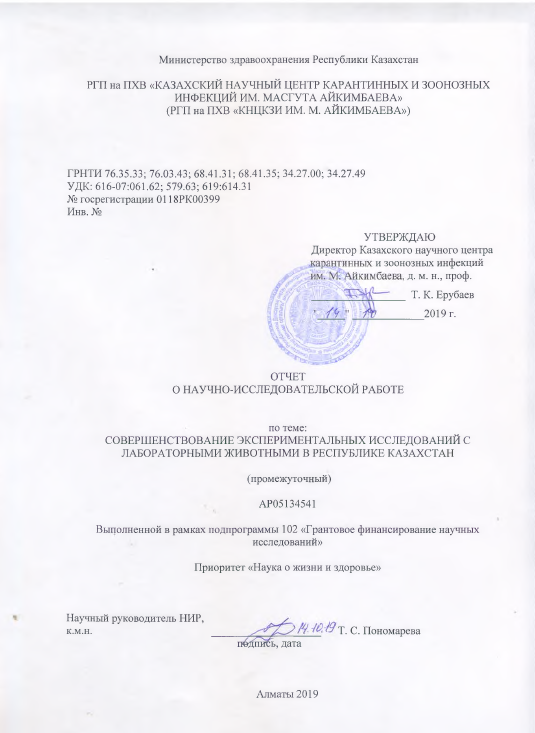 Министерство здравоохранения Республики Казахстан
РГП на ПХВ «КАЗАХСКИЙ НАУЧНЫЙ ЦЕНТР КАРАНТИННЫХ И ЗООНОЗНЫХ
ИНФЕКЦИЙ ИМ. МАСГУТА АЙКИМБАЕВА»
(РГП на ПХВ «КНЦКЗИ ИМ. М. АЙКИМБАЕВА»)
ГРНТИ 76.35.33; 76.03.43; 68.41.31; 68.41.35; 34.27.00; 34.27.49
УДК: 616-07:061.62; 579.63; 619:614.31
№ госрегистрации 0118РК00399
Инв. №
УТВЕРЖДАЮ
Директор Казахского научного центра
карантинных и зоонозных инфекций
им. М. Айкимбаева, д. м. н., проф.
Т. К. Ерубаев
" 14 " 10 2019 г.
ОТЧЕТ
О НАУЧНО-ИССЛЕДОВАТЕЛЬСКОЙ РАБОТЕ
по теме:
СОВЕРШЕНСТВОВАНИЕ ЭКСПЕРИМЕНТАЛЬНЫХ ИССЛЕДОВАНИЙ С
ЛАБОРАТОРНЫМИ ЖИВОТНЫМИ В РЕСПУБЛИКЕ КАЗАХСТАН
(промежуточный)
АР05134541
Выполненной в рамках подпрограммы 102 «Грантовое финансирование научных
исследований»
Приоритет «Наука о жизни и здоровье»
Научный руководитель НИР,
к.м.н. 14.10.19 Т. С. Пономарева
подпись, дата
Алматы 2019